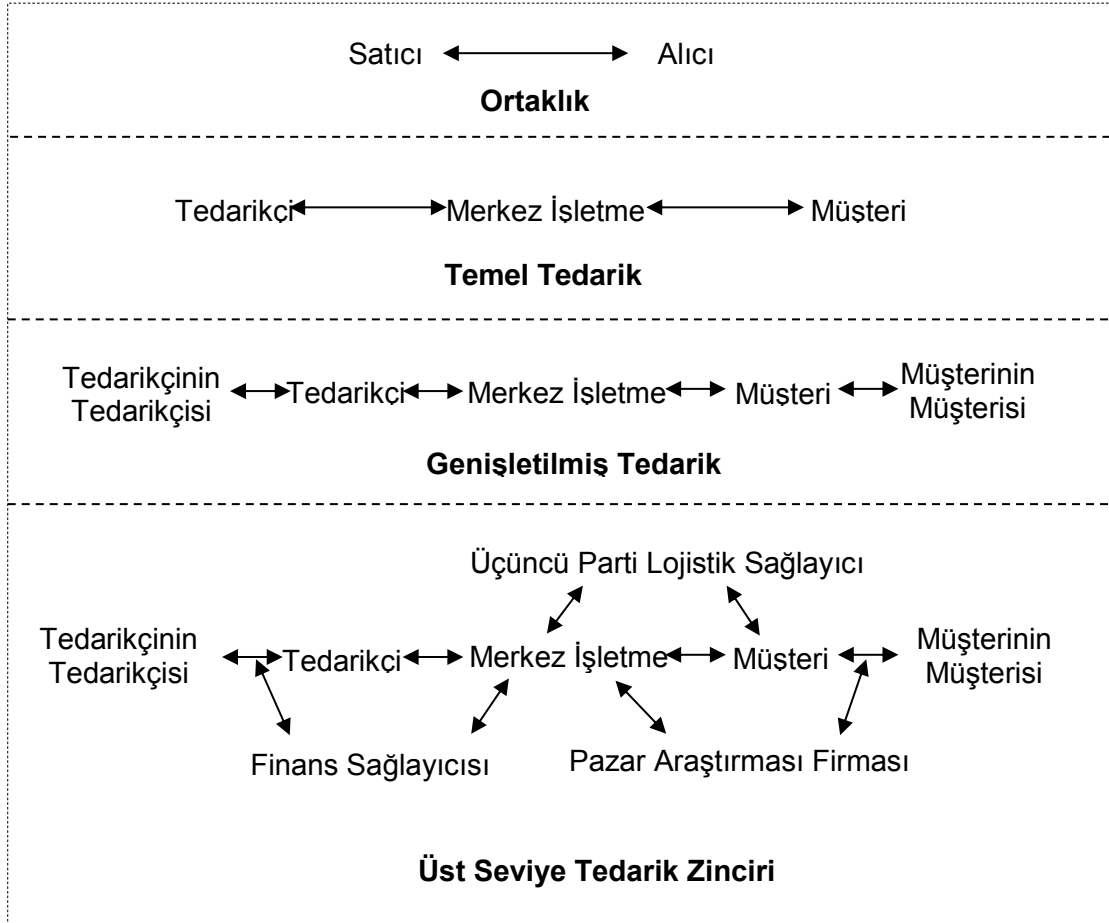 Satıcı Alıcı
Ortaklık
Tedarikçi Merkez İşletme Müşteri
Temel Tedarik
Tedarikçinin
Tedarikçisi
Tedarikçi Merkez İşletme Müşteri
Müşterinin
Müşterisi
Genişletilmiş Tedarik
Üçüncü Parti Lojistik Sağlayıcı
Tedarikçinin
Tedarikçisi
Tedarikçi Merkez İşletme Müşteri
Müşterinin
Müşterisi
Finans Sağlayıcısı
Pazar Araştırması Firması
Üst Seviye Tedarik Zinciri